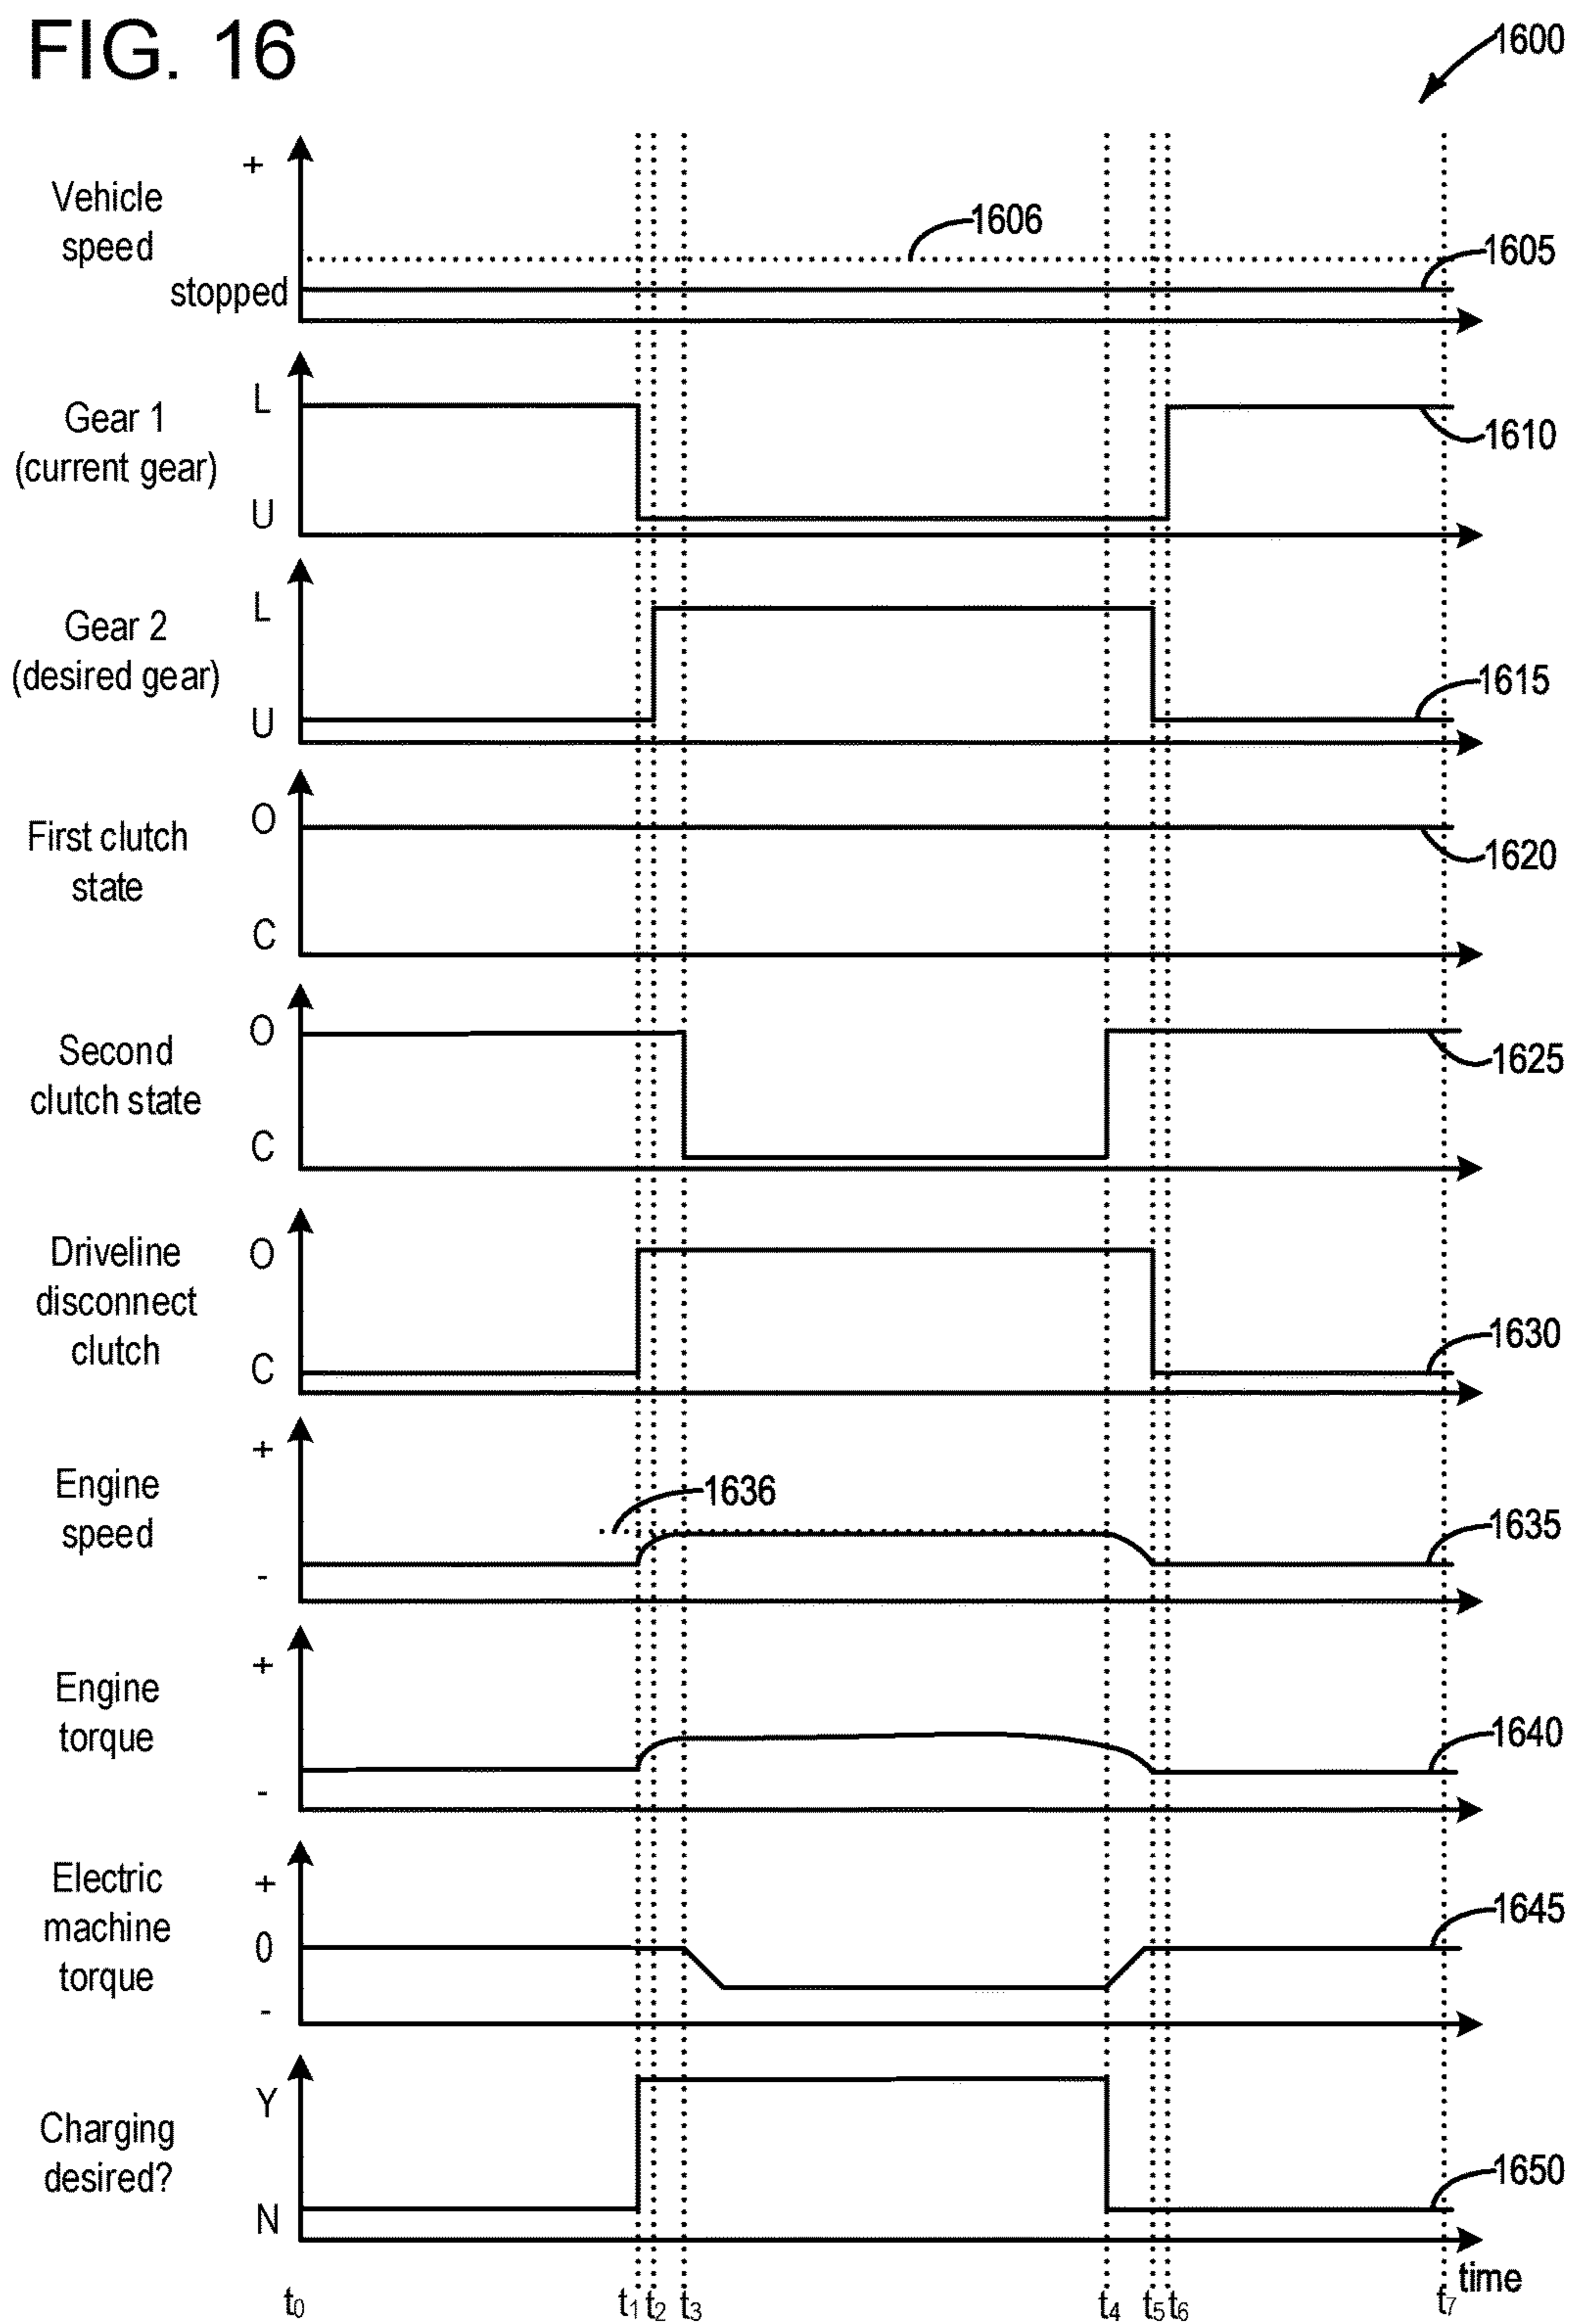 FIG. 16
1600
+
Vehicle
speed
stopped
1606
1605
Gear 1
(current gear)
L
U
1610
Gear 2
(desired gear)
L
U
1615
First clutch
state
O
C
1620
Second
clutch state
O
C
1625
Driveline
disconnect
clutch
O
C
1630
Engine
speed
+
-
1636
1635
Engine
torque
+
-
1640
Electric
machine
torque
+
0
-
1645
Charging
desired?
Y
N
1650
t0 t1 t2 t3 t4 t5 t6 t7 time